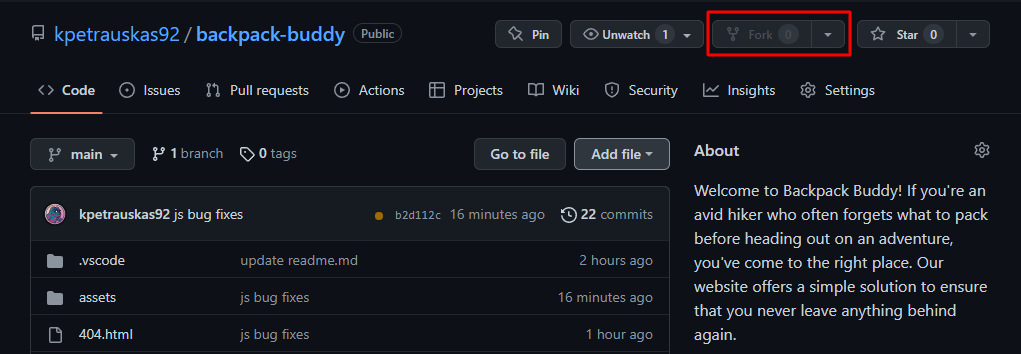 kpetrauskas92 / backpack-buddy Public Pin Unwatch 1 Fork 0 Star 0
Code Issues Pull requests Actions Projects Wiki Security Insights Settings
main 1 branch 0 tags Go to file Add file
kpetrauskas92 js bug fixes b2d112c 16 minutes ago 22 commits
.vscode update readme.md 2 hours ago
assets js bug fixes 16 minutes ago
404.html js bug fixes 1 hour ago
About
Welcome to Backpack Buddy! If you're an
avid hiker who often forgets what to pack
before heading out on an adventure,
you've come to the right place. Our
website offers a simple solution to ensure
that you never leave anything behind
again.